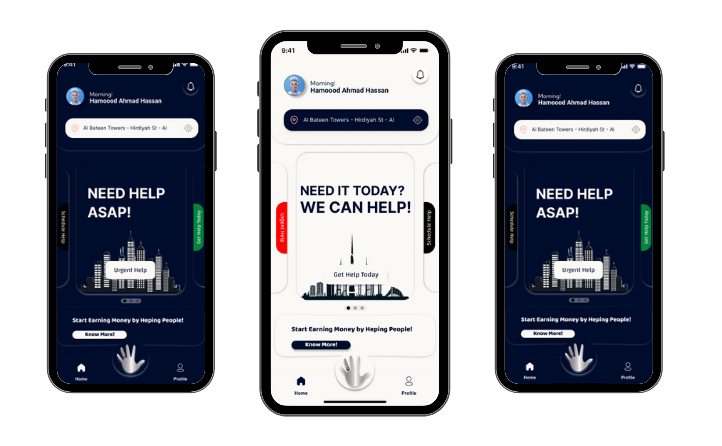 9:41
Morning!
Hamoood Ahmad Hassan
Al Bateen Towers - Hirdiyah St - Al
NEED HELP
ASAP!
Schedule Help
Get Help Today
Urgent Help
Start Earning Money by Heping People!
Know More!
Home
Profile
9:41
Morning!
Hamoood Ahmad Hassan
Al Bateen Towers - Hirdiyah St - Al
NEED IT TODAY?
WE CAN HELP!
Schedule Help
Get Help Today
Start Earning Money by Heping People!
Know More!
Home
Profile
9:41
Morning!
Hamoood Ahmad Hassan
Al Bateen Towers - Hirdiyah St - Al
NEED HELP
ASAP!
Schedule Help
Get Help Today
Urgent Help
Start Earning Money by Heping People!
Know More!
Home
Profile